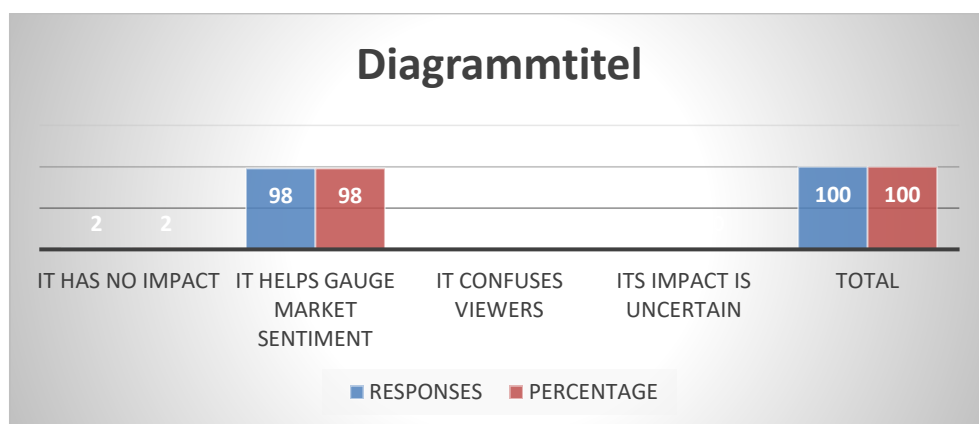 Diagrammtitel
2 2 98 98 100 100
IT HAS NO IMPACT IT HELPS GAUGE MARKET SENTIMENT IT CONFUSES VIEWERS ITS IMPACT IS UNCERTAIN TOTAL
RESPONSES PERCENTAGE